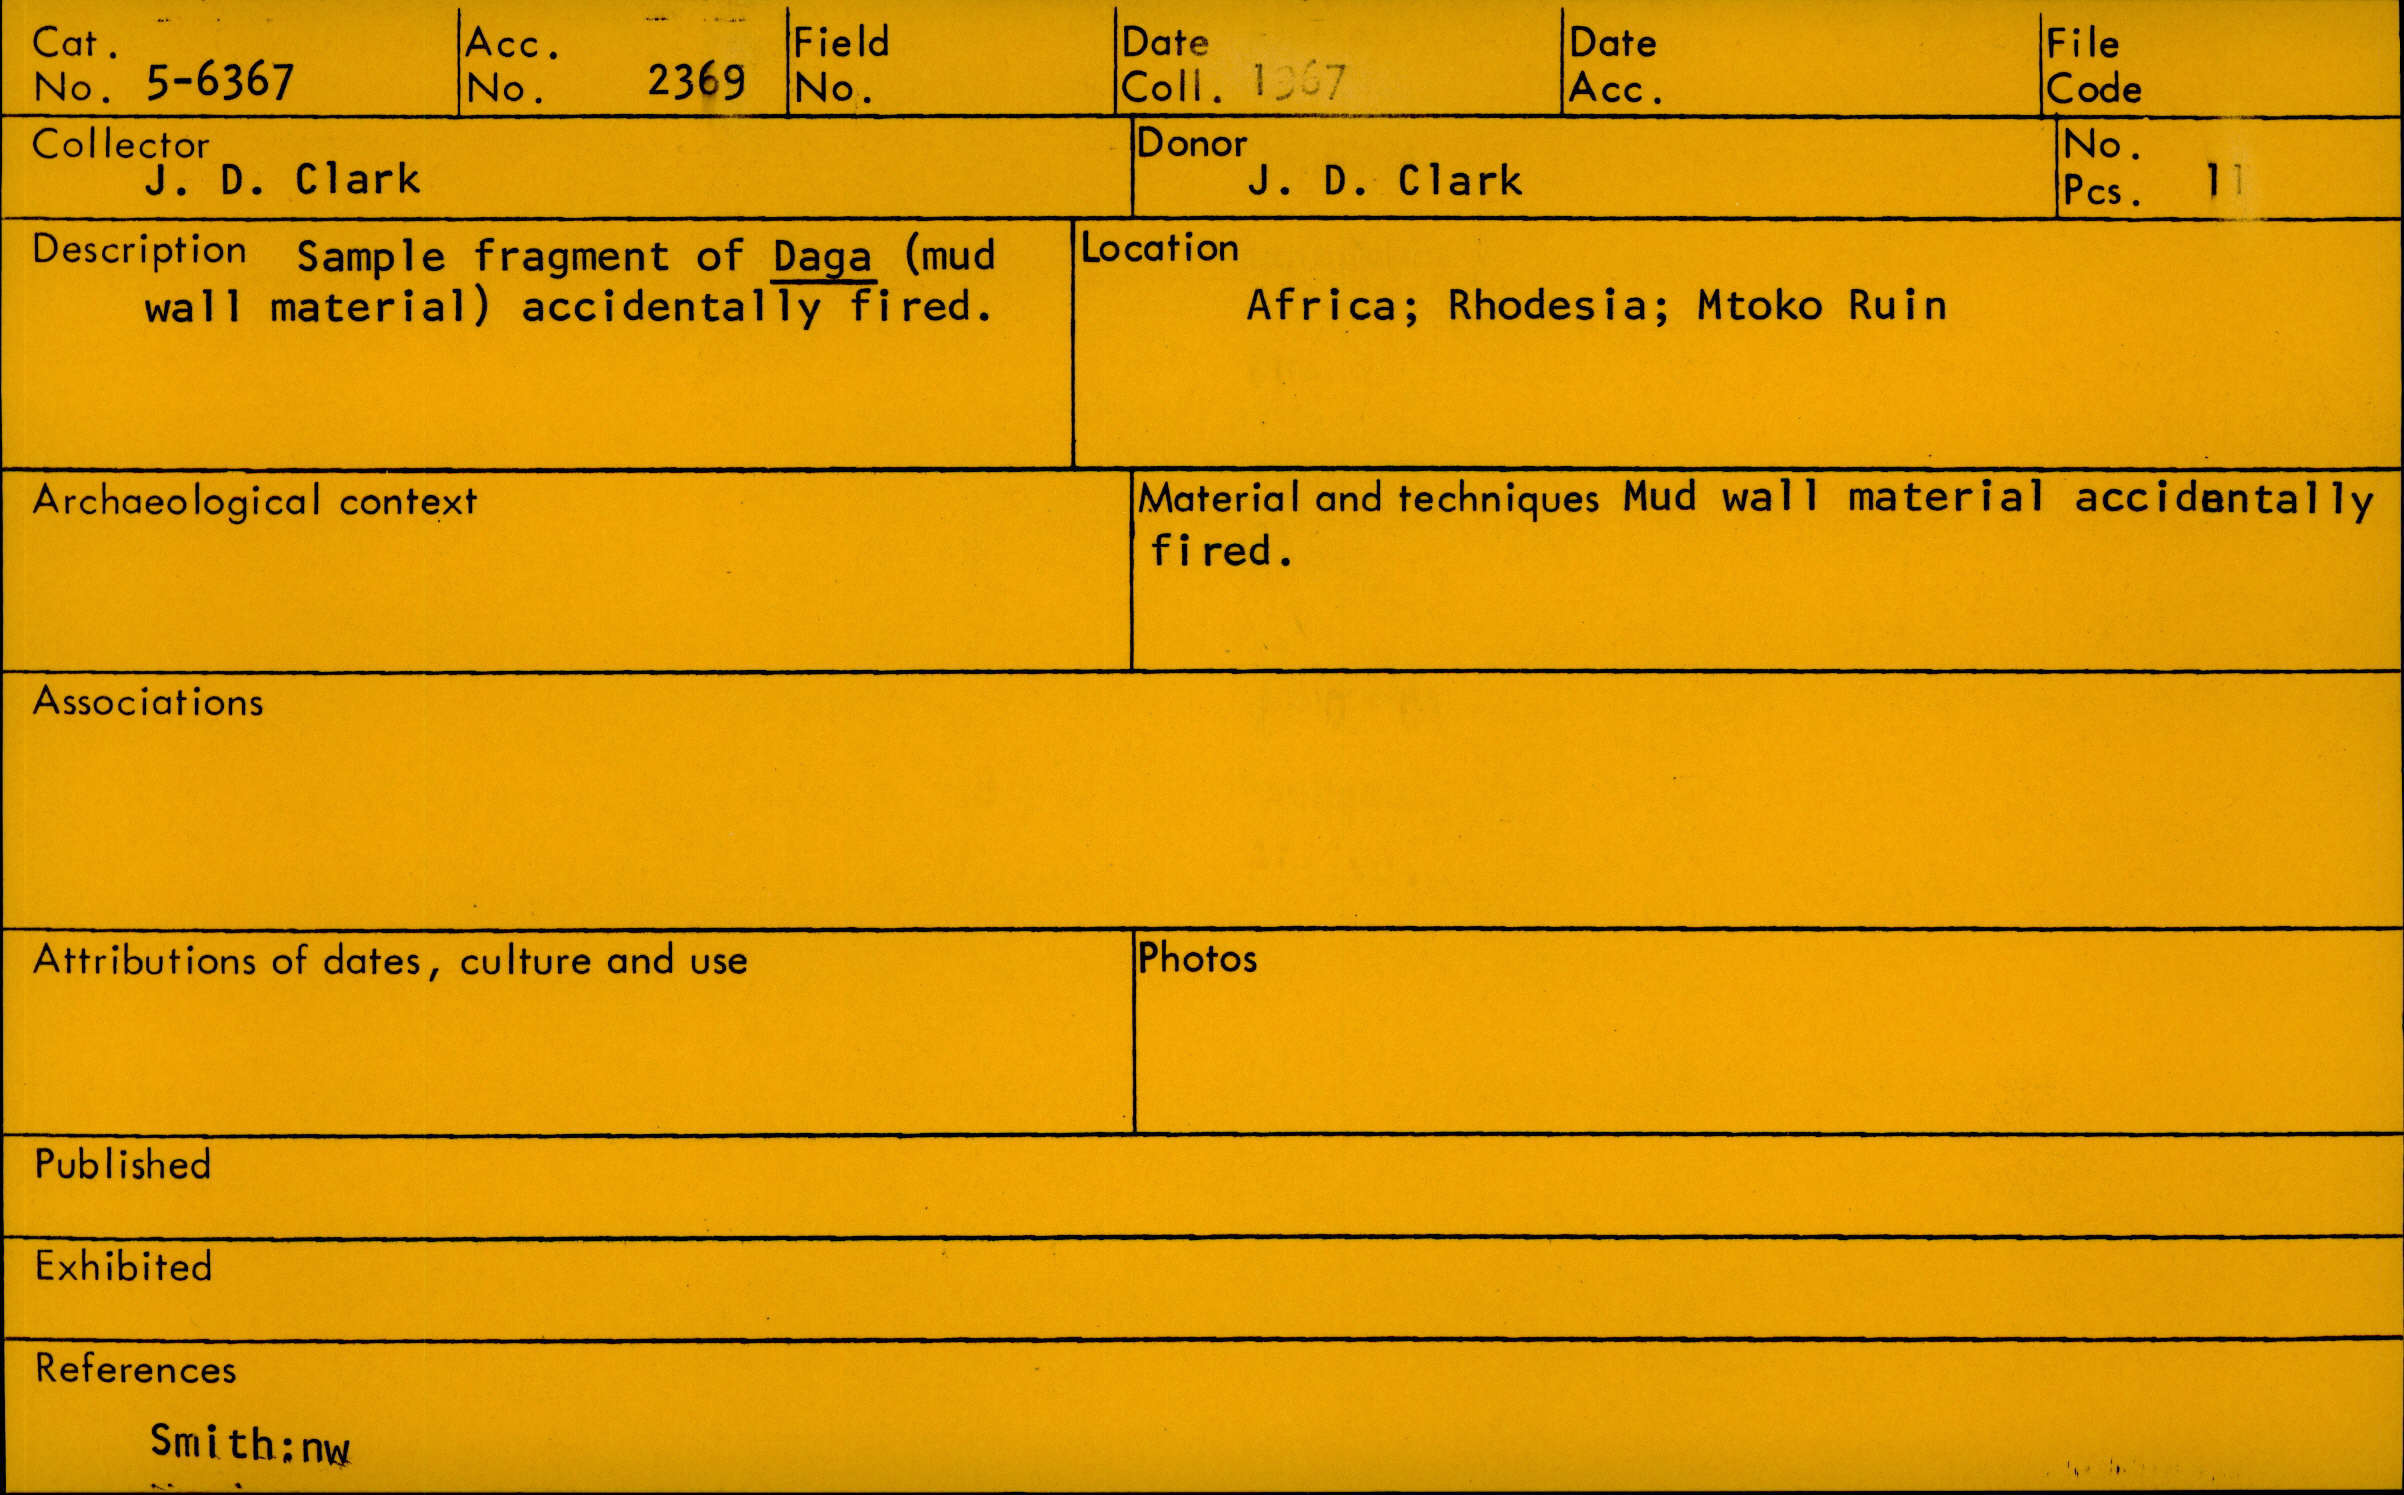 Cat. No. 5-6367 Acc. No. 2369 Field No. Date Coll. 1967 Date Acc. File Code
Collector Donor No. Pcs.
J. D. Clark J. D. Clark
Description Sample fragment of Daga (mud
wall material) accidentally fired.
Location
Africa; Rhodesia; Mtoko Ruin
Archaeological context
Material and techniques Mud wall material accidentally
fired.
Associations
Attributions of dates, culture and use
Photos
Published
Exhibited
References
Smith:nw